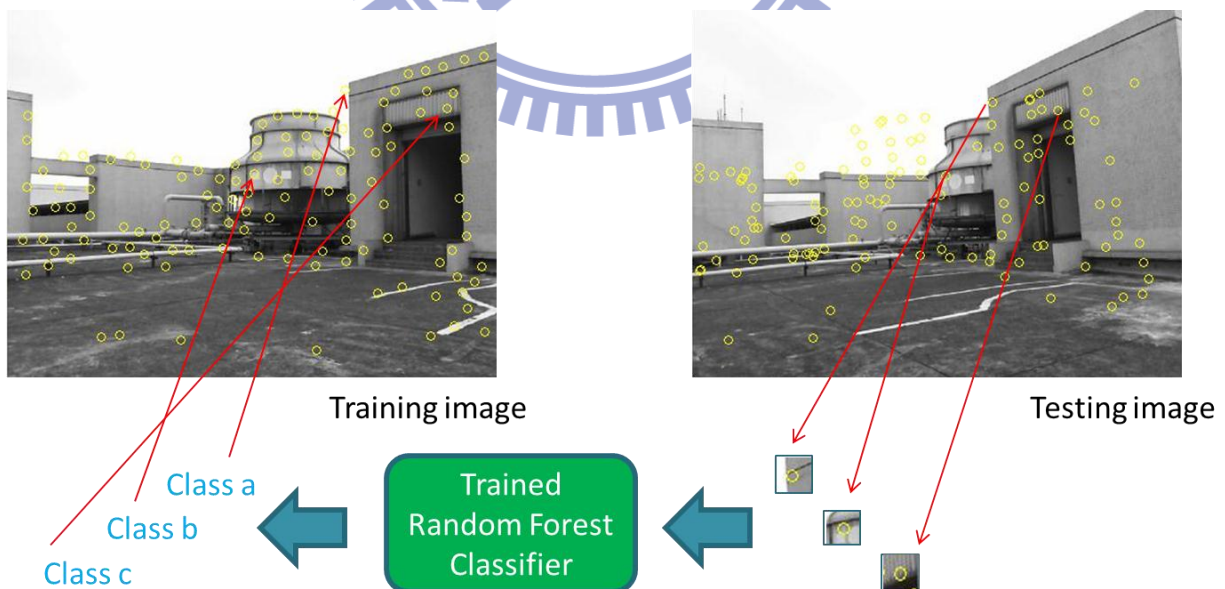 Training image
Testing image
Class a
Class b
Class c
Trained
Random Forest
Classifier